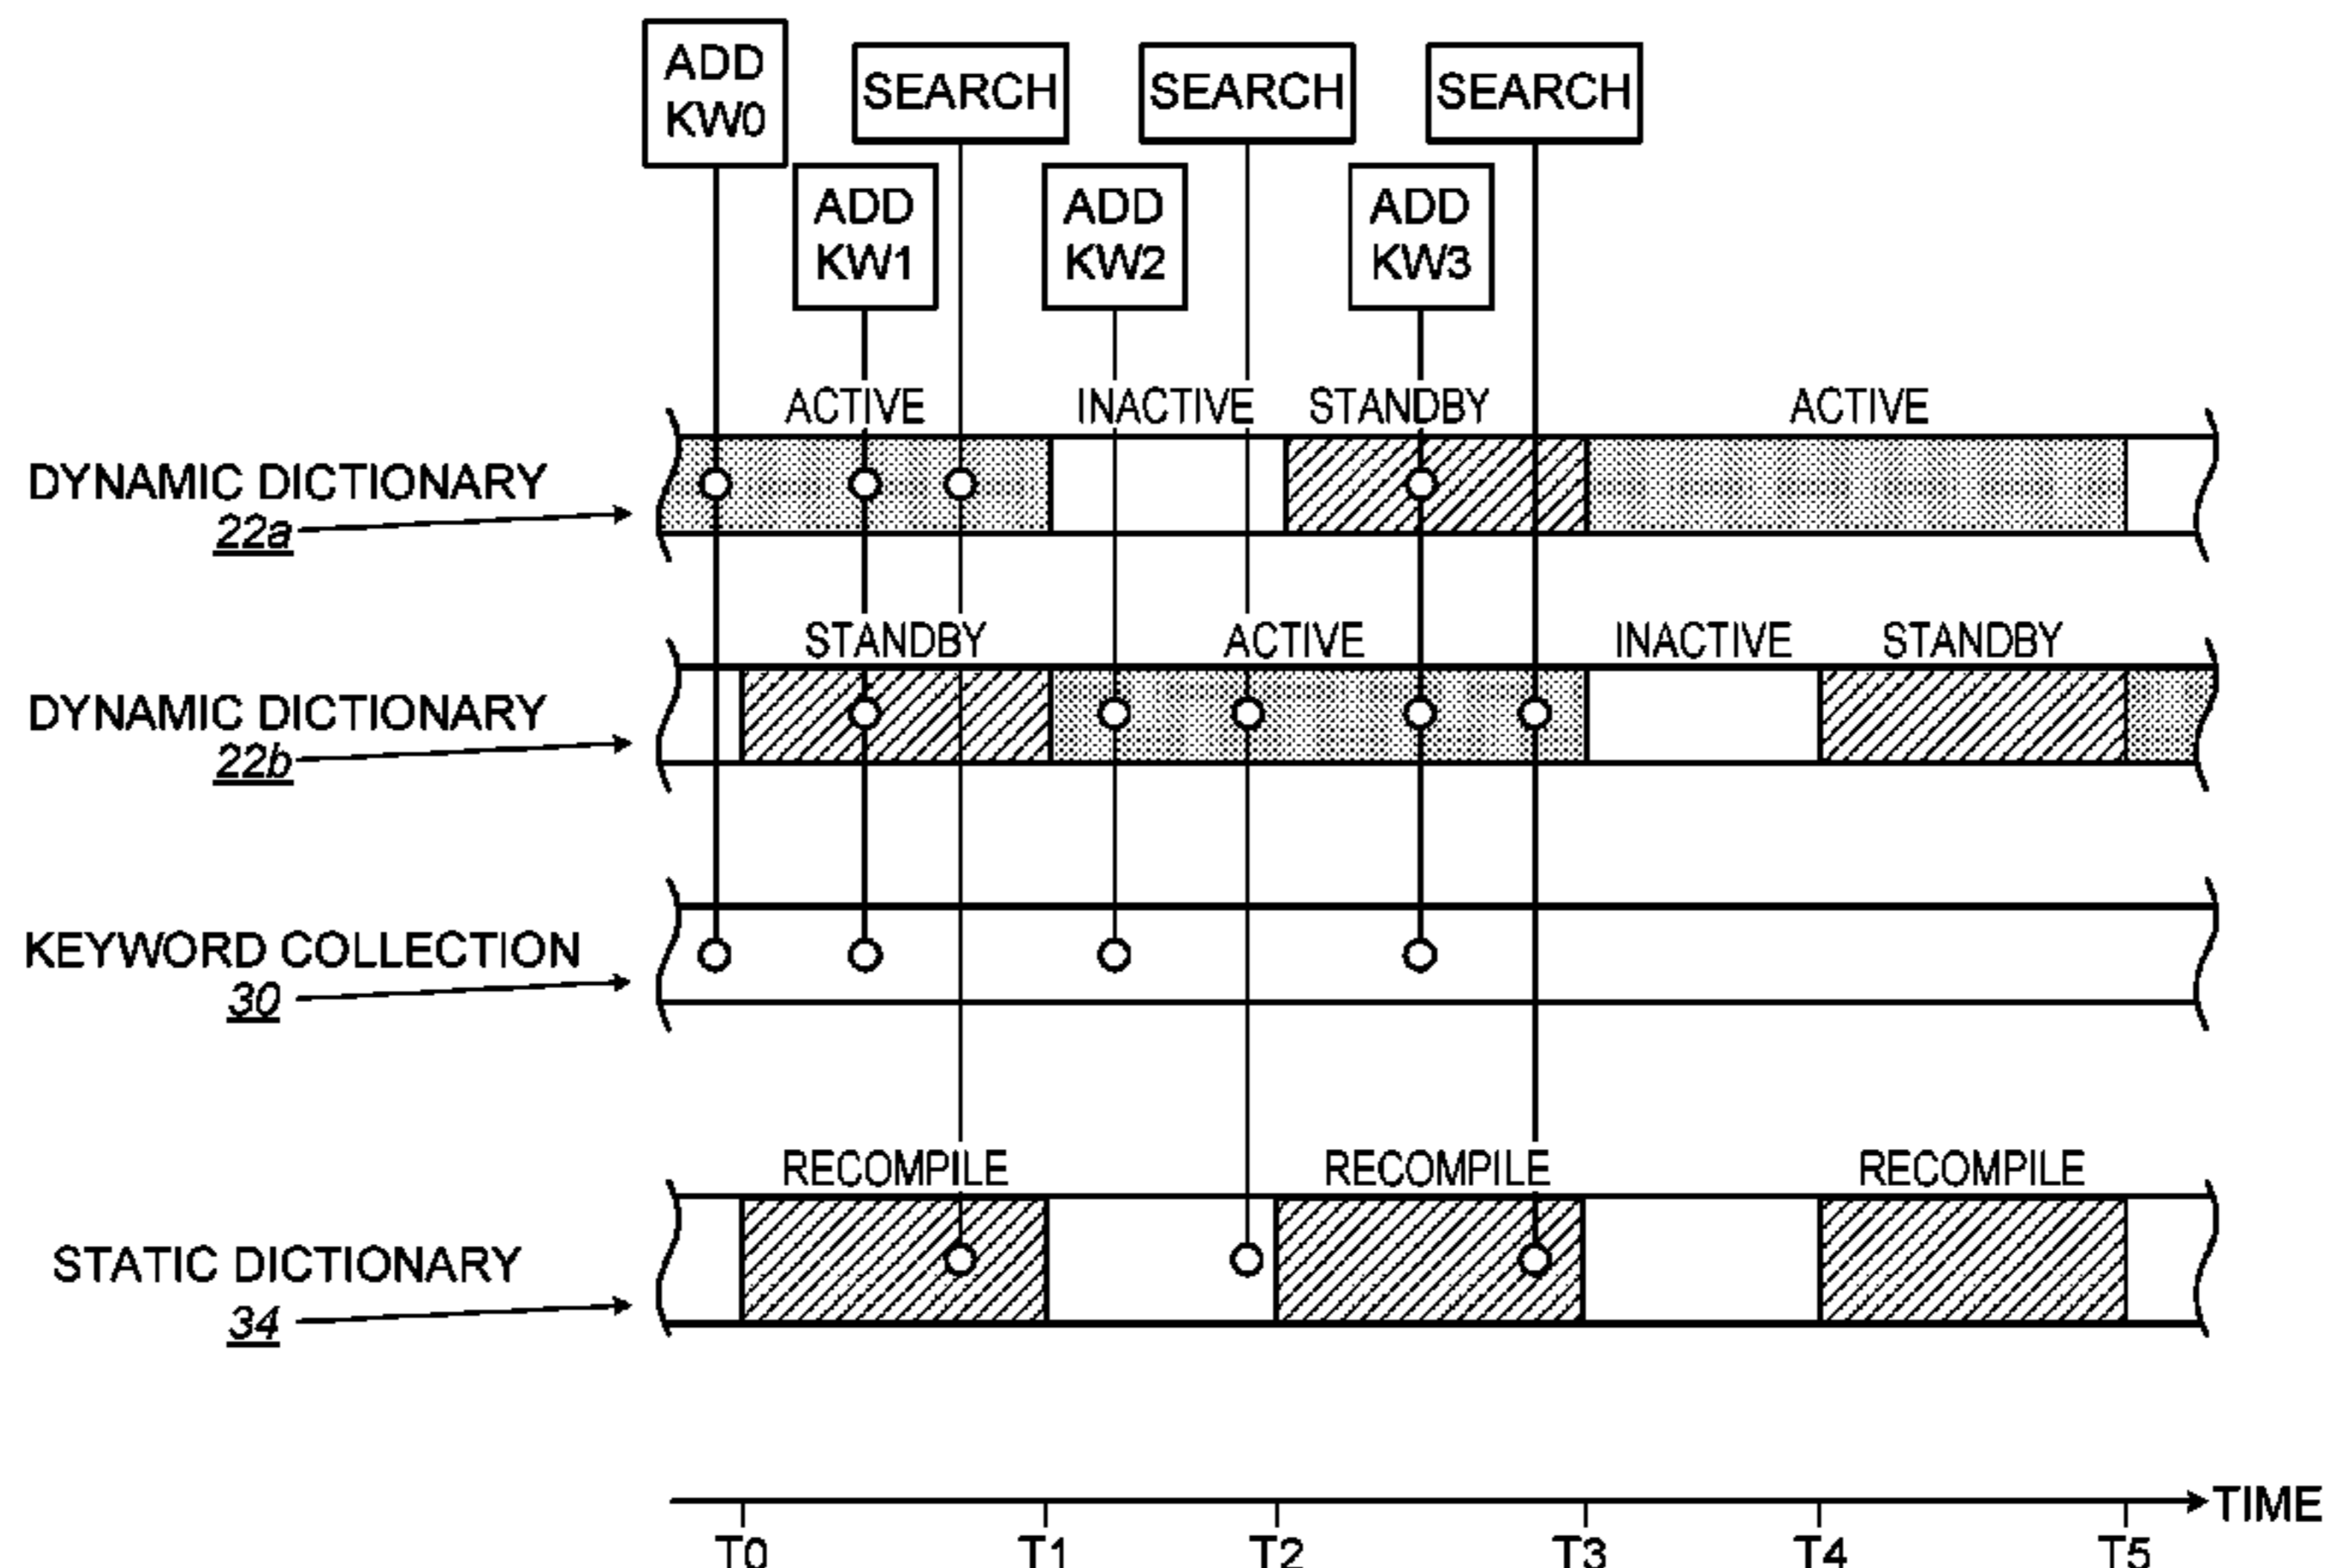 ADD
KW0
SEARCH
SEARCH
SEARCH
ADD
KW1
ADD
KW2
ADD
KW3
ACTIVE
INACTIVE
STANDBY
ACTIVE
DYNAMIC DICTIONARY
22a
STANDBY
ACTIVE
INACTIVE
STANDBY
DYNAMIC DICTIONARY
22b
KEYWORD COLLECTION
30
RECOMPILE
RECOMPILE
RECOMPILE
STATIC DICTIONARY
34
TIME
T0
T1
T2
T3
T4
T5